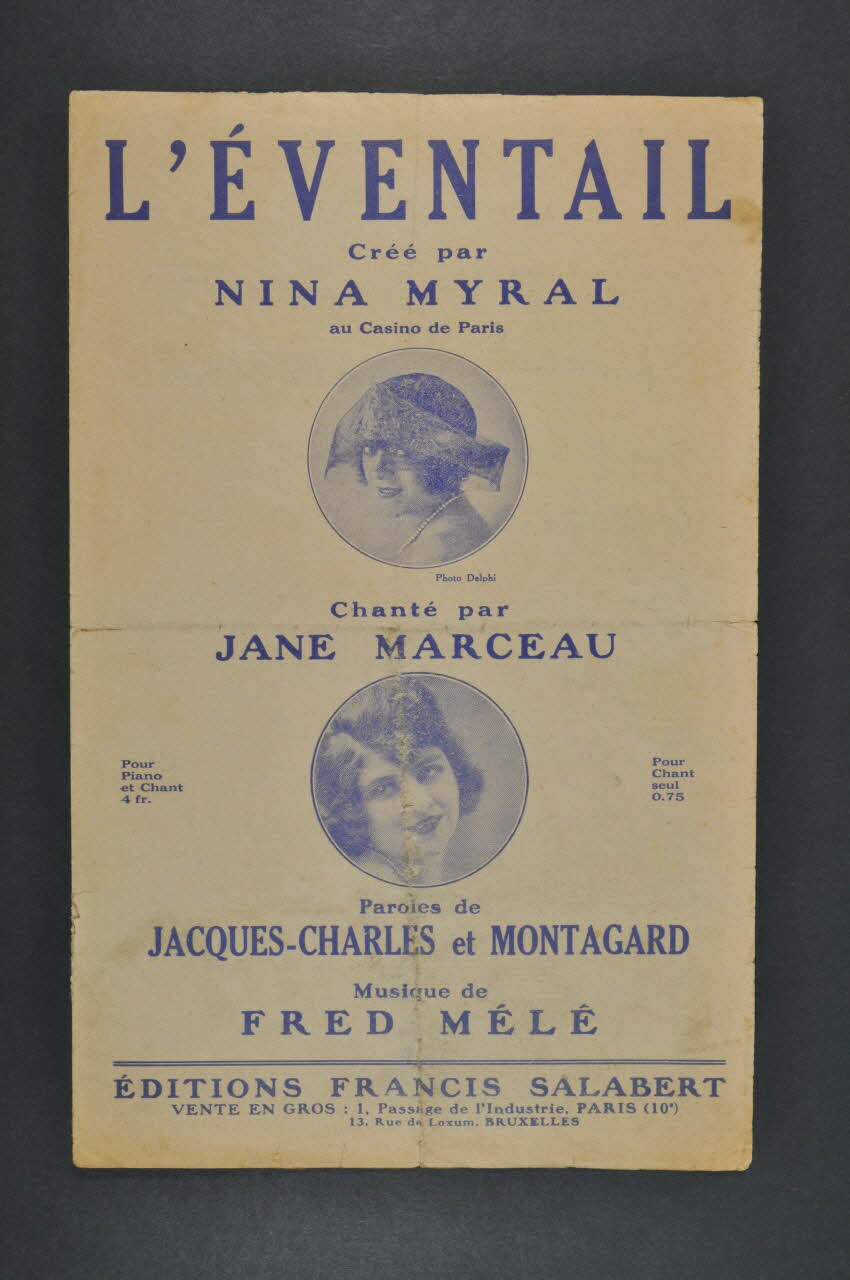 L'ÉVENTAIL
Créé par
NINA MYRAL
au Casino de Paris
Photo Delphi
Chanté par
JANE MARCEAU
Pour
Piano
et Chant
4 fr.
Pour
Chant
seul
0.75
Paroles de
JACQUES-CHARLES et MONTAGARD
Musique de
FRED MÉLÊ
ÉDITIONS FRANCIS SALABERT
VENTE EN GROS : 1, Passage de l'Industrie, PARIS (10ᵉ)
13, Rue de Loxum, BRUXELLES